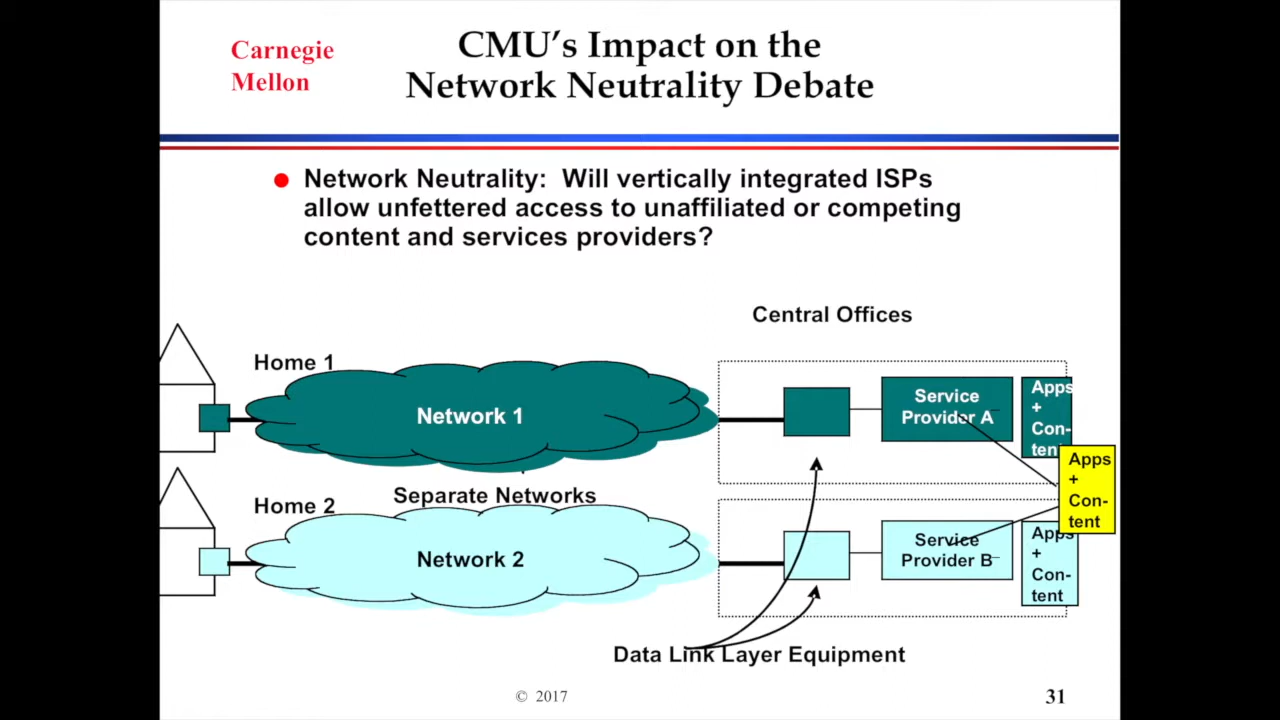 Carnegie
Mellon
CMU's Impact on the
Network Neutrality Debate
Network Neutrality:  Will vertically integrated ISPs
allow unfettered access to unaffiliated or competing
content and services providers?
Central Offices
Home 1
Network 1
Service
Provider A
Apps
+
Con-
tent
Apps
+
Con-
tent
Separate Networks
Home 2
Network 2
Service
Provider B
Apps
+
Con-
tent
Data Link Layer Equipment
© 2017
31